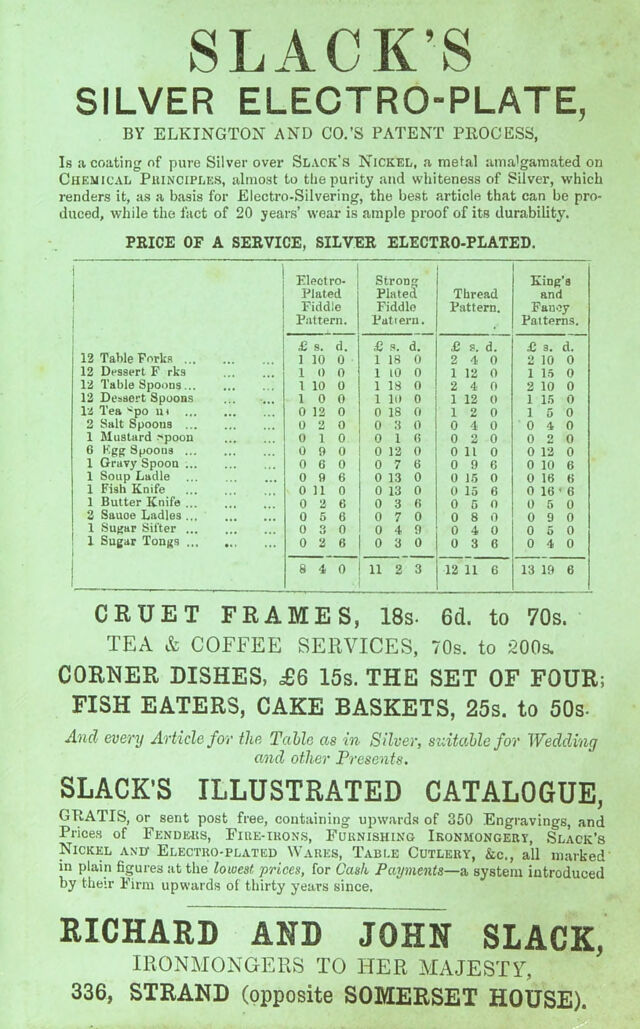 SLACK'S
SILVER ELECTRO-PLATE,
BY ELKINGTON AND CO.'S PATENT PROCESS,
Is a coating of pure Silver over SLACK'S NICKEL, a metal amalgamated on
CHEMICAL PRINCIPLES, almost to the purity and whiteness of Silver, which
renders it, as a basis for Electro-Silvering, the best article that can be pro-
duced, while the fact of 20 years' wear is ample proof of its durability.
PRICE OF A SERVICE, SILVER ELECTRO-PLATED.
Electro-Plated Fiddle Pattern. Strong Plated Fiddle Pattern. Thread Pattern. King's and Fancy Patterns.
£ s. d. £ s. d. £ s. d. £ s. d.
12 Table Forks ... ... ... 1 10 0 1 18 0 2 4 0 2 10 0
12 Dessert F rks ... ... 1 0 0 1 10 0 1 12 0 1 15 0
12 Table Spoons ... ... ... 1 10 0 1 18 0 2 4 0 2 10 0
12 Dessert Spoons ... ... 1 0 0 1 10 0 1 12 0 1 15 0
12 Tea ... ... ... 0 12 0 0 18 0 1 2 0 1 5 0
2 Salt Spoons ... ... ... 0 2 0 0 3 0 0 4 0 0 4 0
1 Mustard spoon ... ... 0 1 0 0 1 6 0 2 0 0 2 0
6 Egg Spoons ... ... ... 0 9 0 0 12 0 0 11 0 0 12 0
1 Gravy Spoon ... ... ... 0 6 0 0 7 6 0 9 6 0 10 6
1 Soup Ladle ... ... ... 0 9 6 0 13 0 0 15 0 0 16 6
1 Fish Knife ... ... ... 0 11 0 0 13 0 0 15 6 0 16 6
1 Butter Knife ... ... ... 0 2 6 0 3 6 0 5 0 0 5 0
2 Sauce Ladles ... ... ... 0 5 6 0 7 0 0 8 0 0 9 0
1 Sugar Sifter ... ... ... 0 3 0 0 4 9 0 4 0 0 5 0
1 Sugar Tongs ... ... ... 0 2 6 0 3 0 0 3 6 0 4 0
8 4 0 11 2 3 12 11 6 13 19 6
CRUET FRAMES, 18s. 6d. to 70s.
TEA & COFFEE SERVICES, 70s. to 200s.
CORNER DISHES, £6 15s. THE SET OF FOUR;
FISH EATERS, CAKE BASKETS, 25s. to 50s.
And every Article for the Table as in Silver, suitable for Wedding
and other Presents.
SLACK'S ILLUSTRATED CATALOGUE,
GRATIS, or sent post free, containing upwards of 350 Engravings, and
Prices of FENDERS, FIRE-IRONS, FURNISHING IRONMONGERY, SLACK'S
NICKEL AND ELECTRO-PLATED WARES, TABLE CUTLERY, &c., all marked
in plain figures at the lowest prices, for Cash Payments—a system introduced
by their Firm upwards of thirty years since.
RICHARD AND JOHN SLACK,
IRONMONGERS TO HER MAJESTY,
336, STRAND (opposite SOMERSET HOUSE).